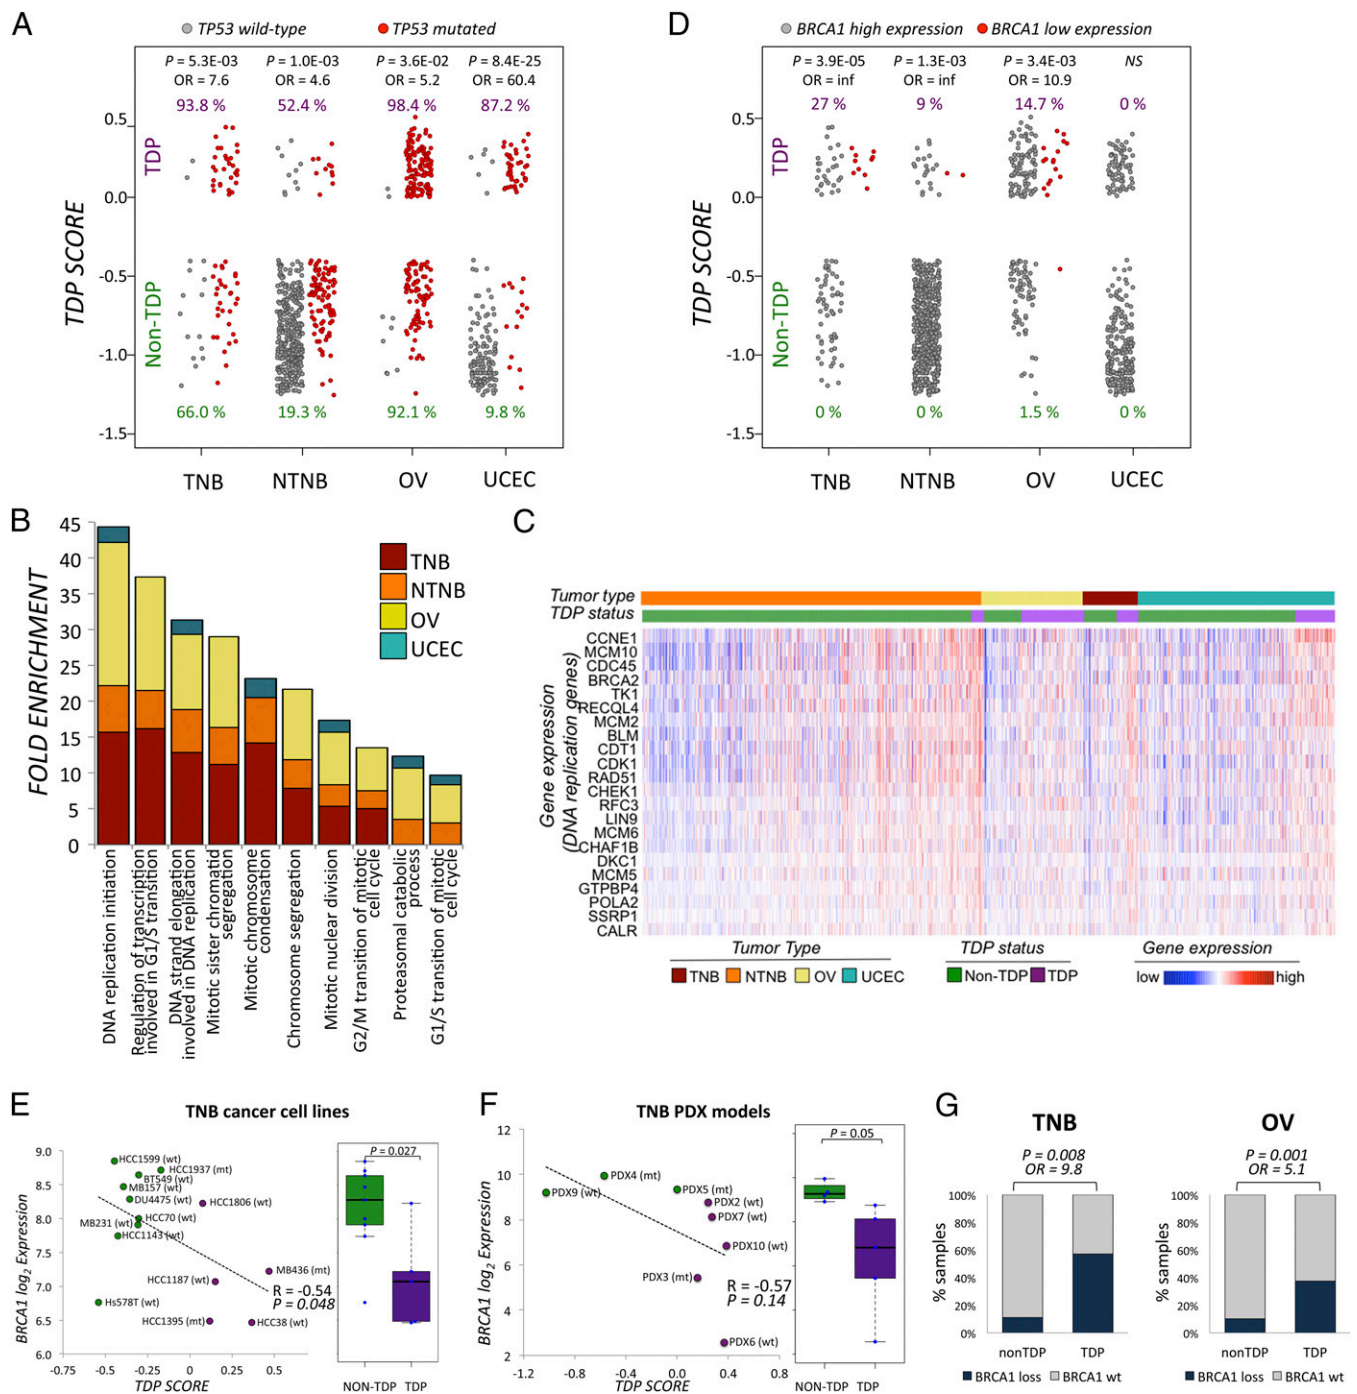 A
TP53 wild-type
TP53 mutated
P = 5.3E-03
P = 1.0E-03
P = 3.6E-02
P = 8.4E-25
OR = 7.6
OR = 4.6
OR = 5.2
OR = 60.4
93.8 %
52.4 %
98.4 %
87.2 %
TDP SCORE
TDP
Non-TDP
0.5
0.0
-0.5
-1.0
-1.5
66.0 %
19.3 %
92.1 %
9.8 %
TNB
NTNB
OV
UCEC
D
BRCA1 high expression
BRCA1 low expression
P = 3.9E-05
P = 1.3E-03
P = 3.4E-03
NS
OR = inf
OR = inf
OR = 10.9
27 %
9 %
14.7 %
0 %
TDP SCORE
TDP
Non-TDP
0.5
0.0
-0.5
-1.0
-1.5
0 %
0 %
1.5 %
0 %
TNB
NTNB
OV
UCEC
B
FOLD ENRICHMENT
45
40
35
30
25
20
15
10
5
0
TNB
NTNB
OV
UCEC
DNA replication initiation
Regulation of transcription
involved in G1/S transition
DNA strand elongation
involved in DNA replication
Mitotic sister chromatid
segregation
Mitotic chromosome
condensation
Chromosome segregation
Mitotic nuclear division
G2/M transition of mitotic
cell cycle
Proteasomal catabolic
process
G1/S transition of mitotic
cell cycle
C
Tumor type
TDP status
Gene expression
(DNA replication genes)
CCNE1
MCM10
CDC45
BRCA2
TK1
RECQL4
MCM2
BLM
CDT1
CDK1
RAD51
CHEK1
RFC3
LIN9
MCM6
CHAF1B
DKC1
MCM5
GTPBP4
POLA2
SSRP1
CALR
Tumor Type
TDP status
Gene expression
TNB
NTNB
OV
UCEC
Non-TDP
TDP
low
high
E
TNB cancer cell lines
BRCA1 log2 Expression
9.0
8.5
8.0
7.5
7.0
6.5
6.0
HCC1599 (wt)
HCC1937 (mt)
BT549 (wt)
MB157 (wt)
DU4475 (wt)
HCC1806 (wt)
HCC70 (wt)
MB231 (wt)
HCC1143 (wt)
MB436 (mt)
HCC1187 (wt)
Hs578T (wt)
HCC1395 (mt)
HCC38 (wt)
R = -0.54
P = 0.048
-0.75
-0.5
-0.25
0
0.25
0.5
TDP SCORE
P = 0.027
NON-TDP
TDP
F
TNB PDX models
BRCA1 log2 Expression
12
10
8
6
4
2
PDX4 (mt)
PDX9 (wt)
PDX5 (mt)
PDX2 (wt)
PDX7 (wt)
PDX10 (wt)
PDX3 (mt)
PDX6 (wt)
R = -0.57
P = 0.14
-1.2
-0.8
-0.4
0.0
0.4
0.8
TDP SCORE
P = 0.05
NON-TDP
TDP
G
TNB
P = 0.008
OR = 9.8
% samples
100%
80%
60%
40%
20%
0%
nonTDP
TDP
BRCA1 loss
BRCA1 wt
OV
P = 0.001
OR = 5.1
% samples
100%
80%
60%
40%
20%
0%
nonTDP
TDP
BRCA1 loss
BRCA1 wt